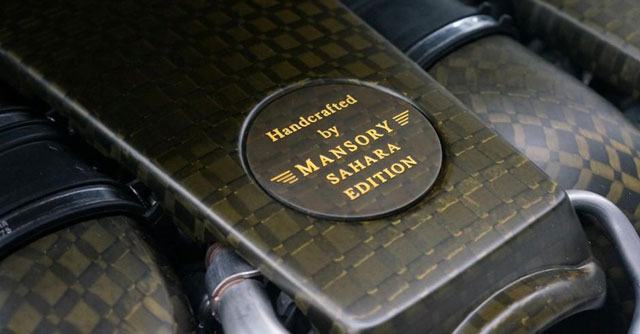 Handcrafted
by
MANSORY
SAHARA
EDITION